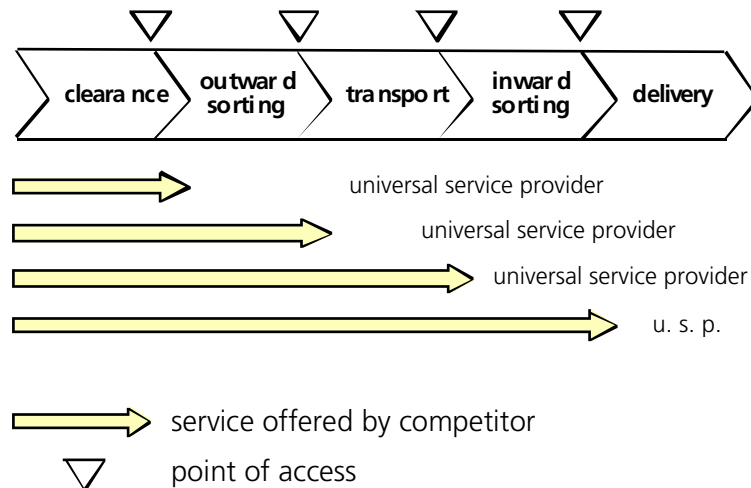 clearance
outward
sorting
transport
inward
sorting
delivery
universal service provider
universal service provider
universal service provider
u. s. p.
service offered by competitor
point of access